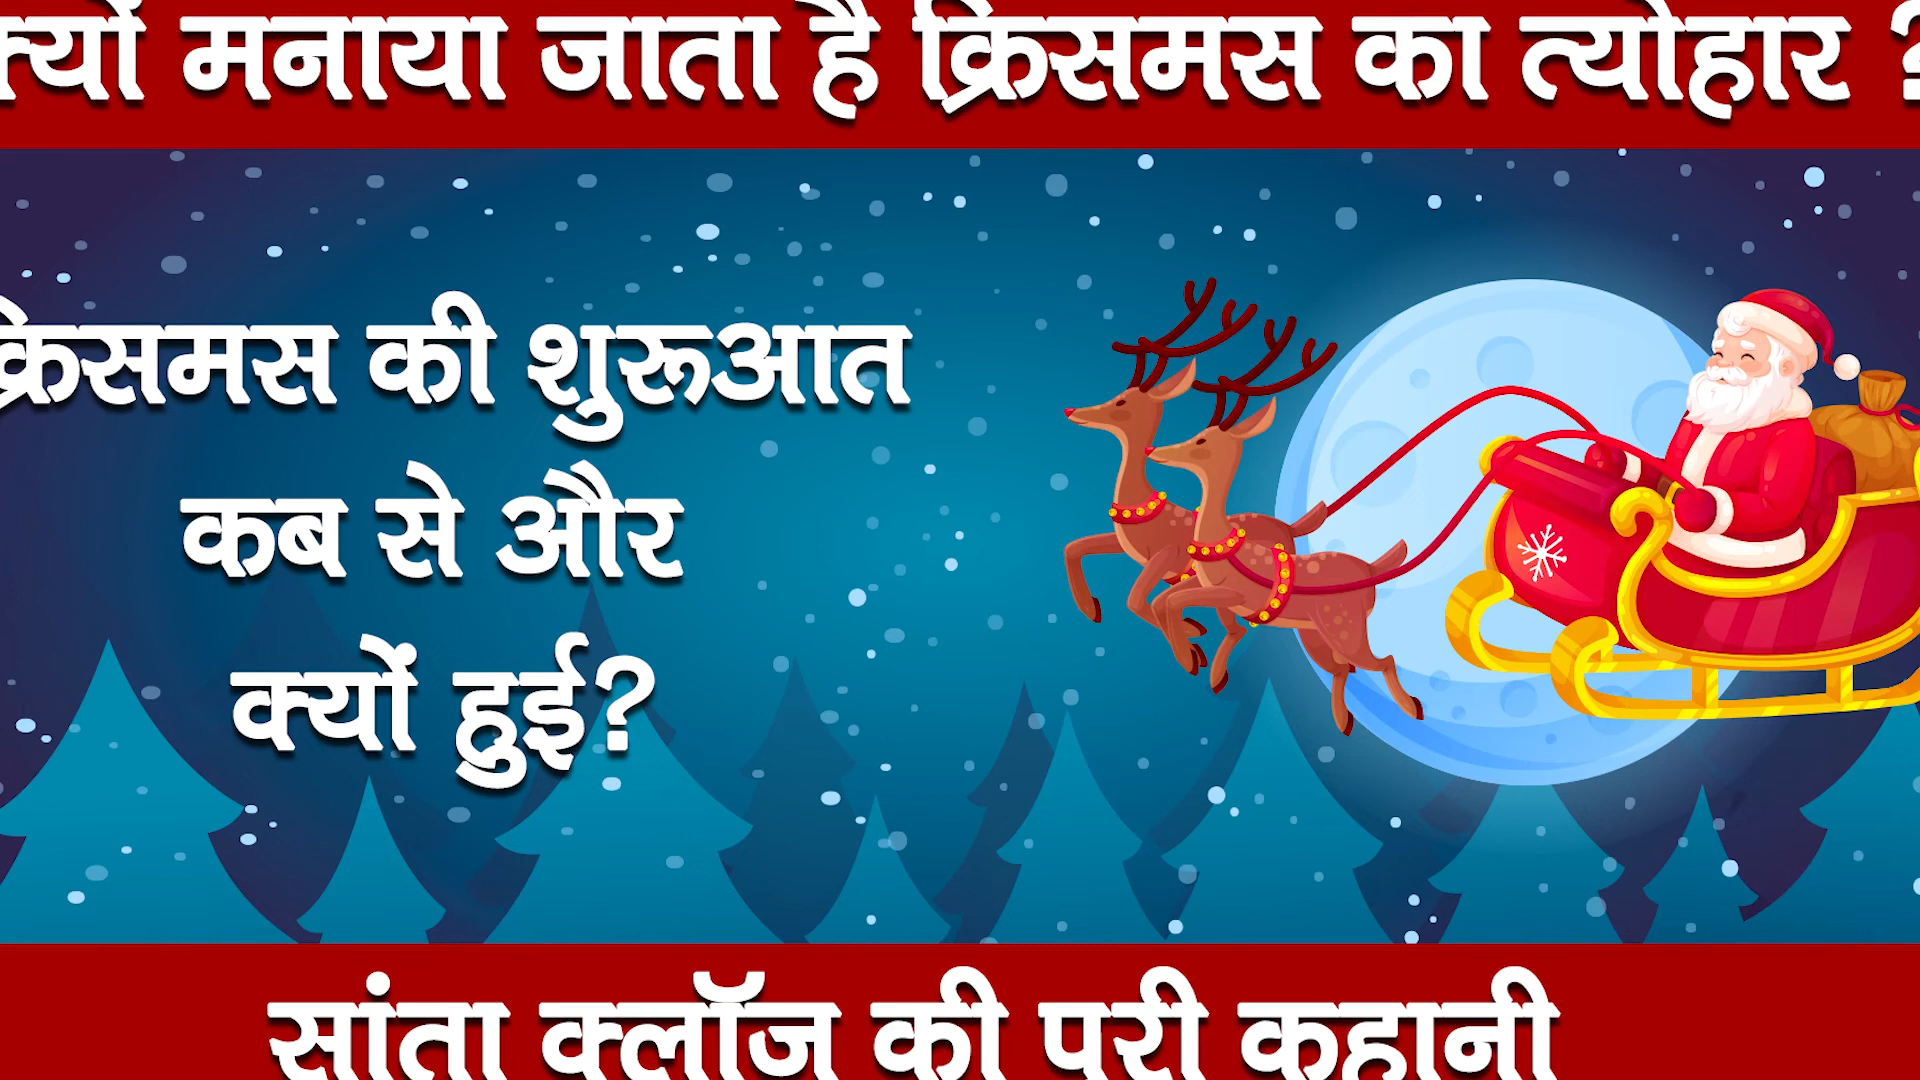 क्यों मनाया जाता है क्रिसमस का त्योहार ?
क्रिसमस की शुरुआत
कब से और
क्यों हुई?
सांता क्लॉज की पूरी कहानी